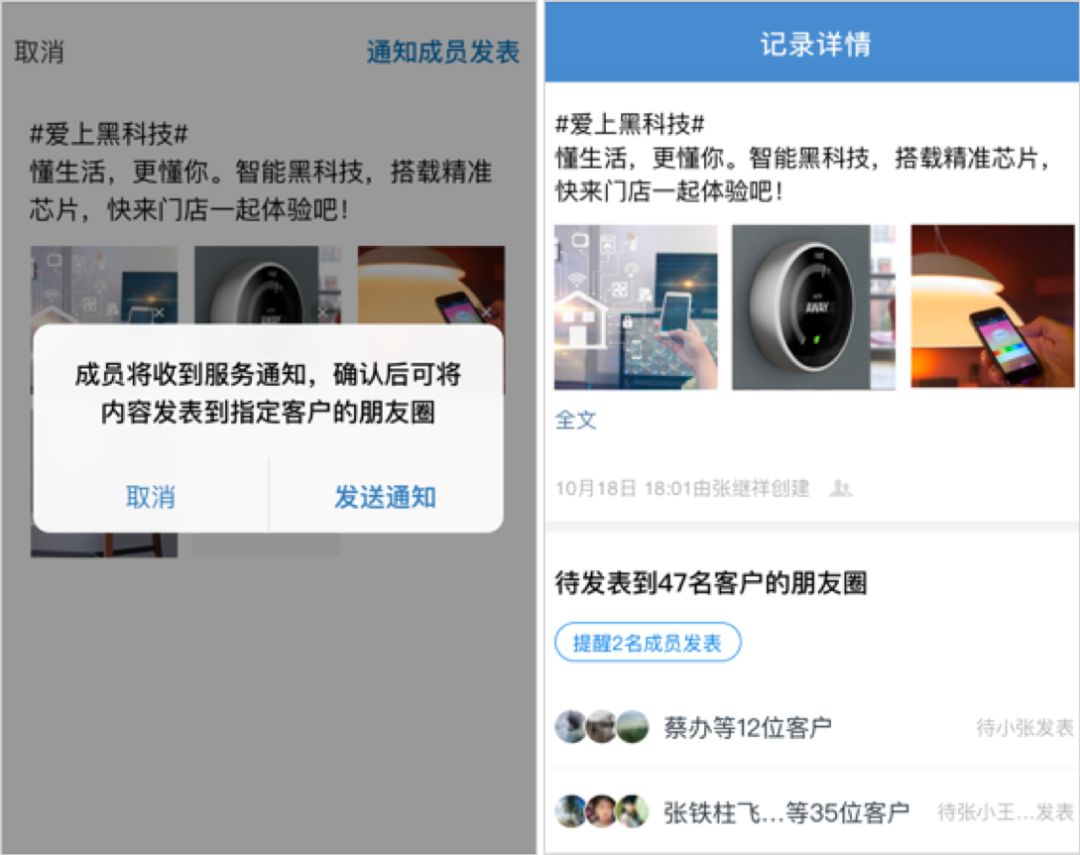 取消
通知成员发表
#爱上黑科技#
懂生活，更懂你。智能黑科技，搭载精准
芯片，快来门店一起体验吧！
成员将收到服务通知，确认后可将
内容发表到指定客户的朋友圈
取消
发送通知
记录详情
#爱上黑科技#
懂生活，更懂你。智能黑科技，搭载精准芯片，
快来门店一起体验吧！
AWAY
全文
10月18日 18:01由张继祥创建
待发表到47名客户的朋友圈
提醒2名成员发表
蔡办等12位客户
待小张发表
张铁柱飞...等35位客户
待张小王...发表